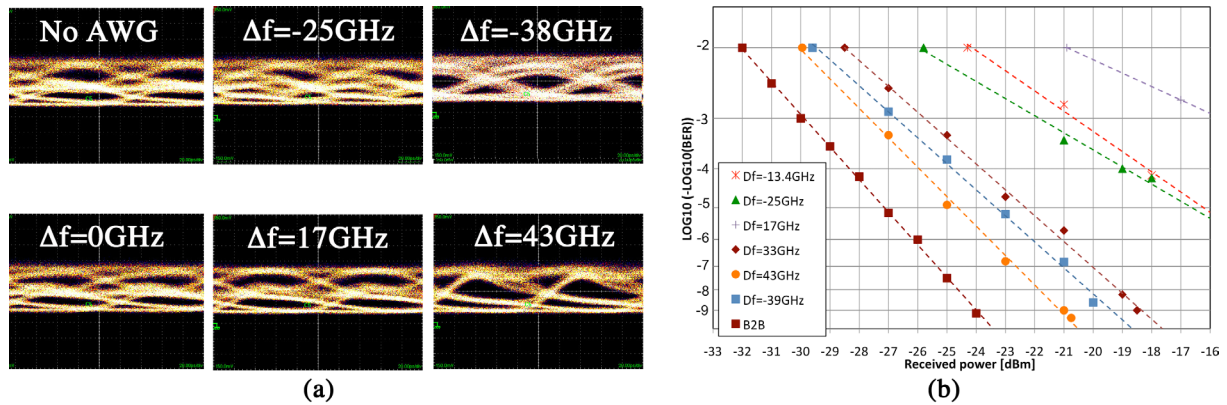 No AWG
Δf=-25GHz
Δf=-38GHz
Δf=0GHz
Δf=17GHz
Δf=43GHz
(a)
LOG10 (-LOG10(BER))
-2
-3
-4
-5
-6
-7
-8
-9
Df=-13.4GHz
Df=-25GHz
Df=17GHz
Df=33GHz
Df=43GHz
Df=-39GHz
B2B
-33 -32 -31 -30 -29 -28 -27 -26 -25 -24 -23 -22 -21 -20 -19 -18 -17 -16
Received power [dBm]
(b)